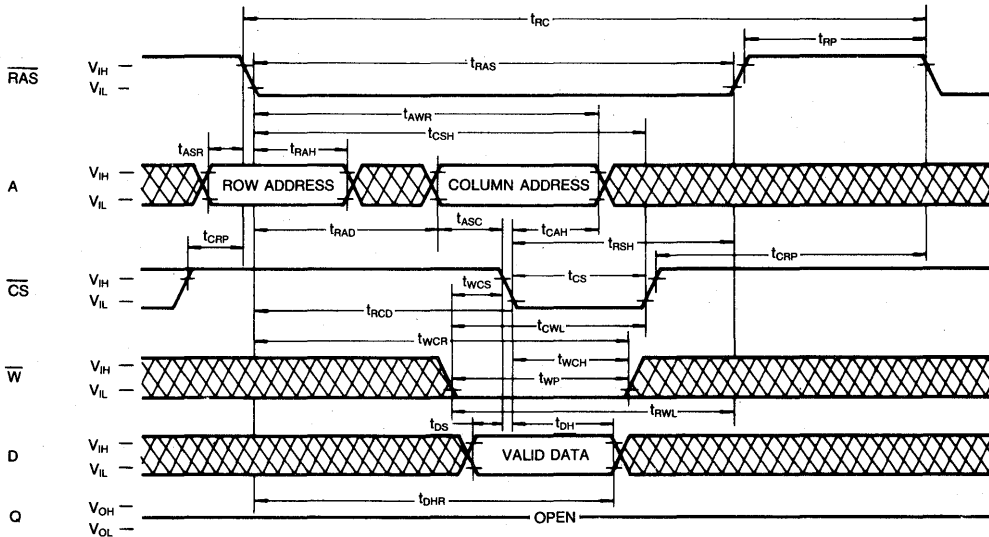 tRC
tRP
RAS
VIH
VIL
tRAS
tAWR
tCSH
tASR
tRAH
A
VIH
VIL
ROW ADDRESS
COLUMN ADDRESS
tCRP
tRAD
tASC
tCAH
tRSH
tCRP
CS
VIH
VIL
tWCS
tCS
tRCD
tCWL
tWCR
W
VIH
VIL
tWCH
tWP
tRWL
tDS
tDH
D
VIH
VIL
VALID DATA
tDHR
Q
VOH
VOL
OPEN